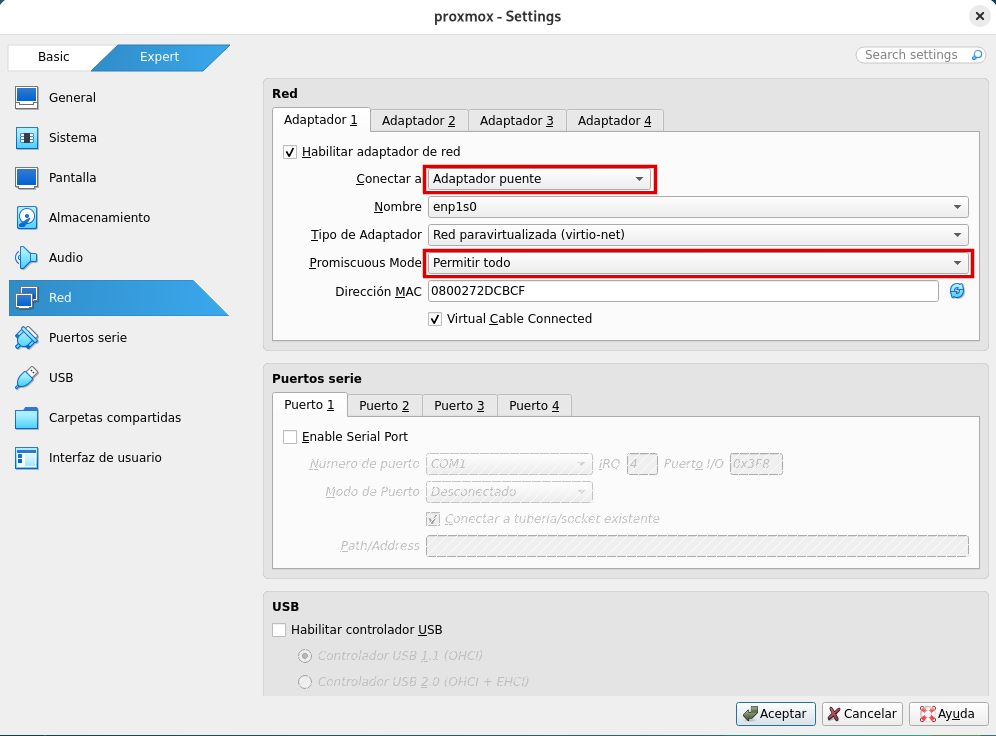 proxmox - Settings
Basic
Expert
Search settings
General
Sistema
Pantalla
Almacenamiento
Audio
Red
Puertos serie
USB
Carpetas compartidas
Interfaz de usuario
Red
Adaptador 1 Adaptador 2 Adaptador 3 Adaptador 4
Habilitar adaptador de red
Conectar a Adaptador puente
Nombre enp1s0
Tipo de Adaptador Red paravirtualizada (virtio-net)
Promiscuous Mode Permitir todo
Dirección MAC 0800272DCBCF
Virtual Cable Connected
Puertos serie
Puerto 1 Puerto 2 Puerto 3 Puerto 4
Enable Serial Port
Número de puerto COM1 IRQ 4 Puerto I/O 0x3F8
Modo de Puerto Desconectado
Conectar a tubería/socket existente
Path/Address
USB
Habilitar controlador USB
Controlador USB 1.1 (OHCI)
Controlador USB 2.0 (OHCI + EHCI)
Aceptar Cancelar Ayuda